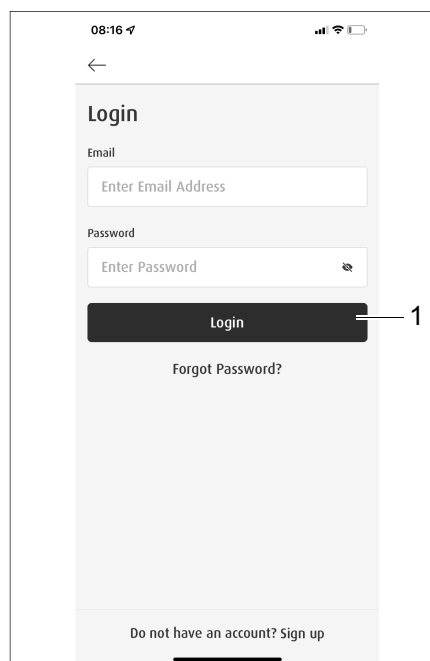 08:16
Login
Email
Enter Email Address
Password
Enter Password
Login
1
Forgot Password?
Do not have an account? Sign up